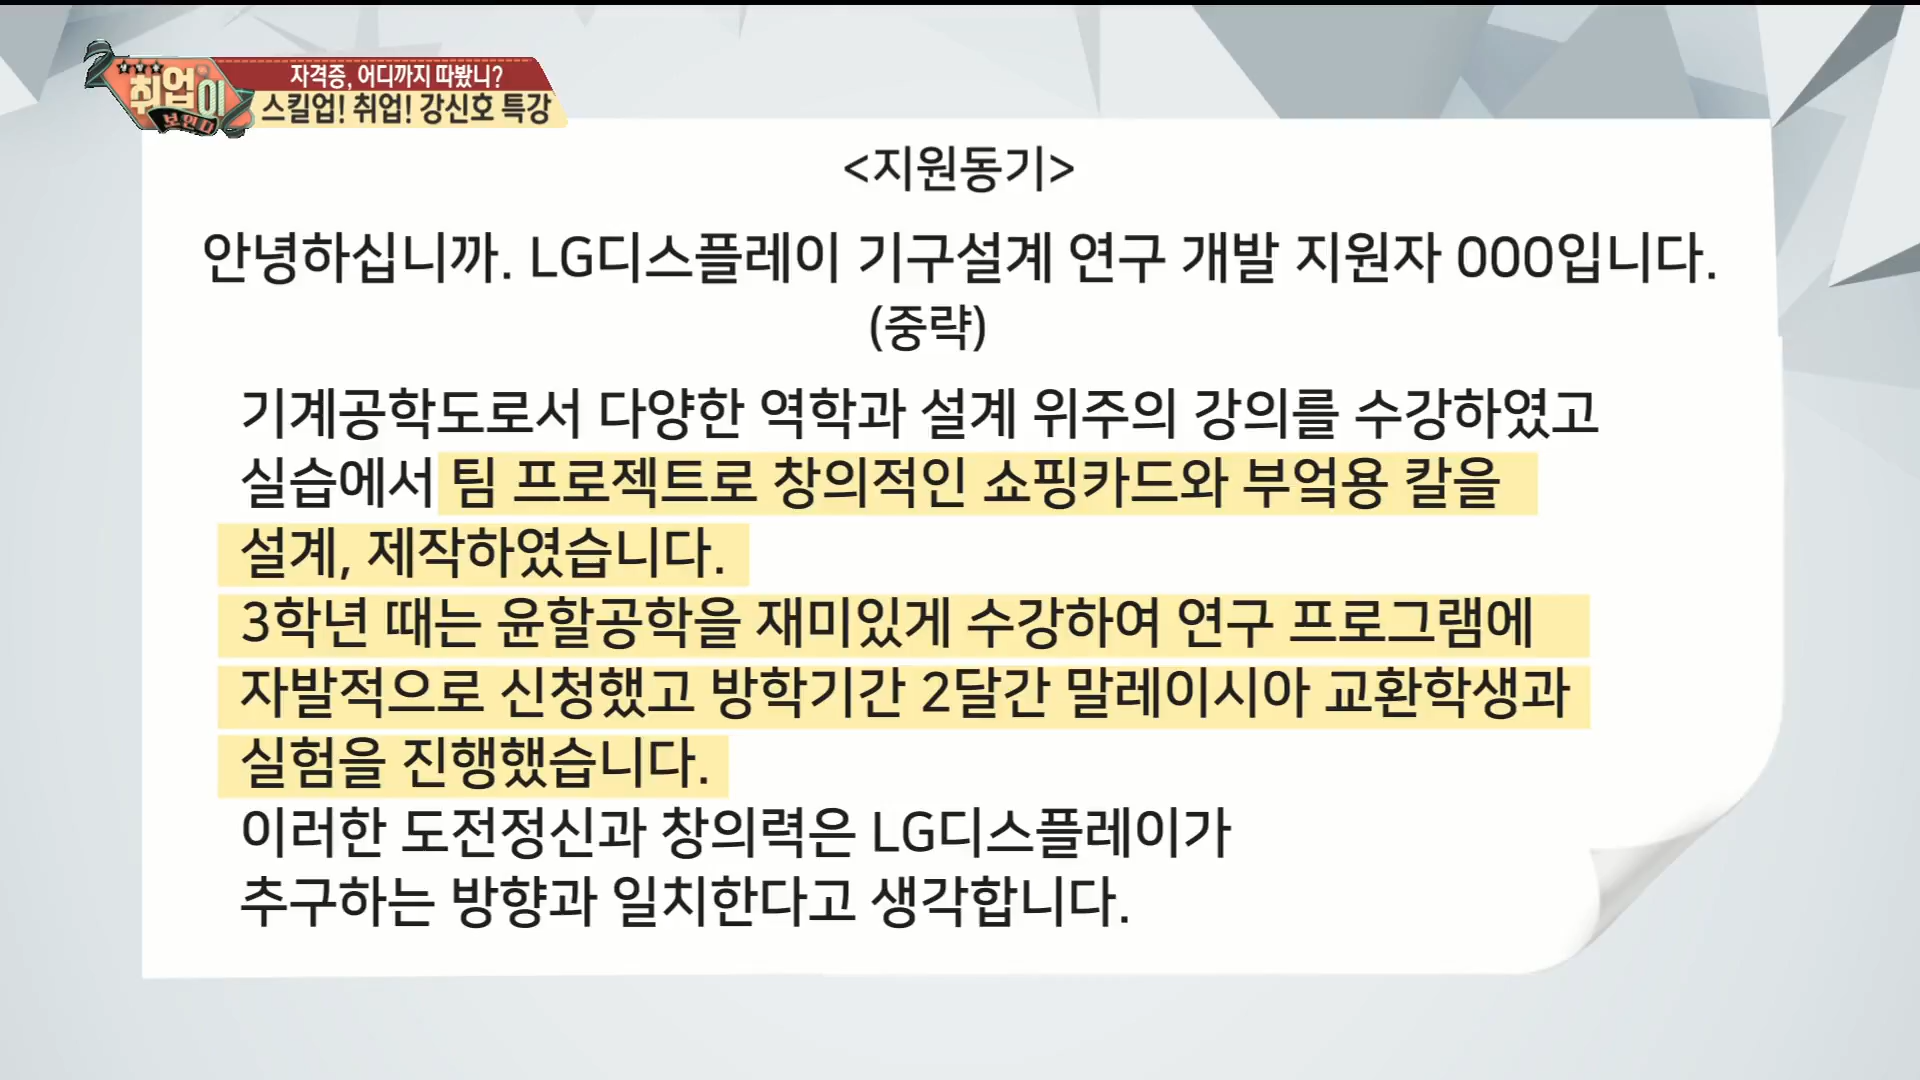 자격증, 어디까지 따봤니?
취업이
보인다
스킬업! 취업! 강신호 특강
<지원동기>
안녕하십니까. LG디스플레이 기구설계 연구 개발 지원자 OOO입니다.
(중략)
기계공학도로서 다양한 역학과 설계 위주의 강의를 수강하였고
실습에서 팀 프로젝트로 창의적인 쇼핑카드와 부엌용 칼을
설계, 제작하였습니다.
3학년 때는 윤할공학을 재미있게 수강하여 연구 프로그램에
자발적으로 신청했고 방학기간 2달간 말레이시아 교환학생과
실험을 진행했습니다.
이러한 도전정신과 창의력은 LG디스플레이가
추구하는 방향과 일치한다고 생각합니다.